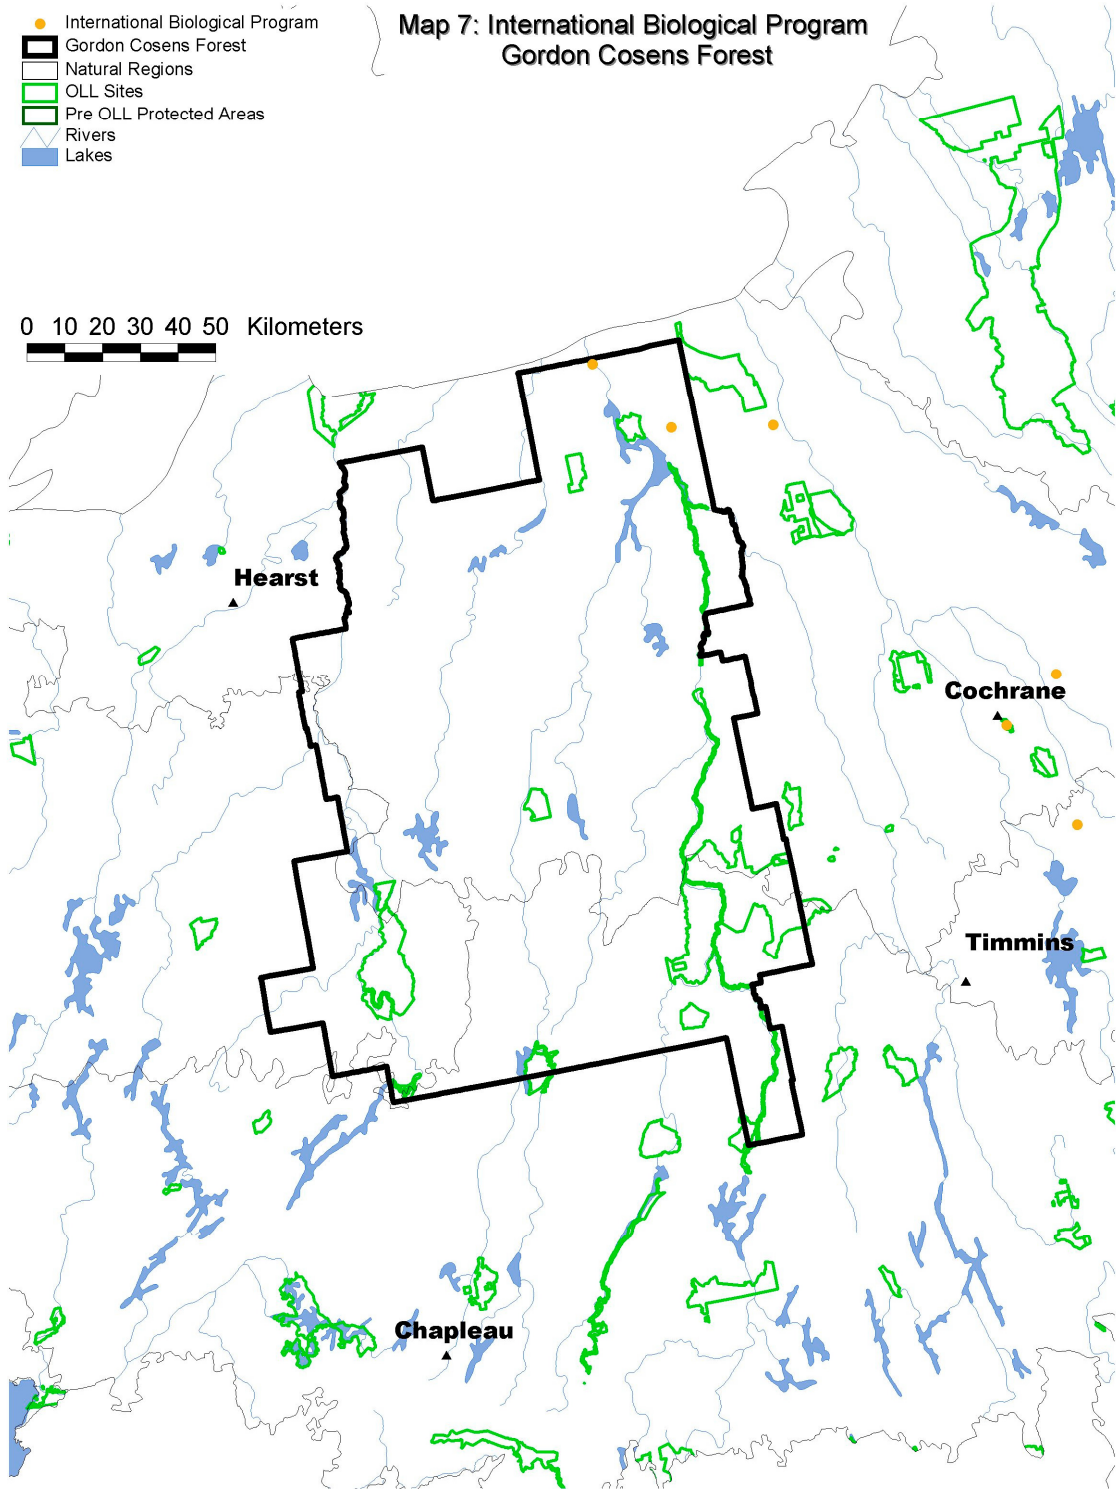 Map 7: International Biological Program
Gordon Cosens Forest
International Biological Program
Gordon Cosens Forest
Natural Regions
OLL Sites
Pre OLL Protected Areas
Rivers
Lakes
0 10 20 30 40 50 Kilometers
Hearst
Cochrane
Timmins
Chapleau